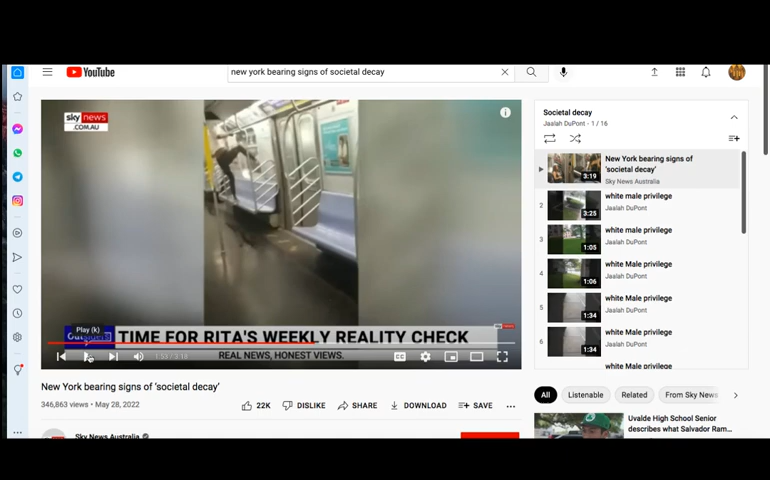 YouTube
new york bearing signs of societal decay
sky news
.COM.AU
Play (k)
TIME FOR RITA'S WEEKLY REALITY CHECK
REAL NEWS, HONEST VIEWS.
CC
New York bearing signs of 'societal decay'
346,863 views • May 28, 2022
22K
DISLIKE
SHARE
DOWNLOAD
SAVE
Sky News Australia
Societal decay
Jaalah DuPont - 1 / 16
3:19
New York bearing signs of
'societal decay'
Sky News Australia
2
3:25
white male privilege
Jaalah DuPont
3
1:05
white male privilege
Jaalah DuPont
4
1:06
white Male privilege
Jaalah DuPont
5
1:34
white Male privilege
Jaalah DuPont
6
1:34
white Male privilege
Jaalah DuPont
white Male privilege
All
Listenable
Related
From Sky News
Uvalde High School Senior
describes what Salvador Ram...